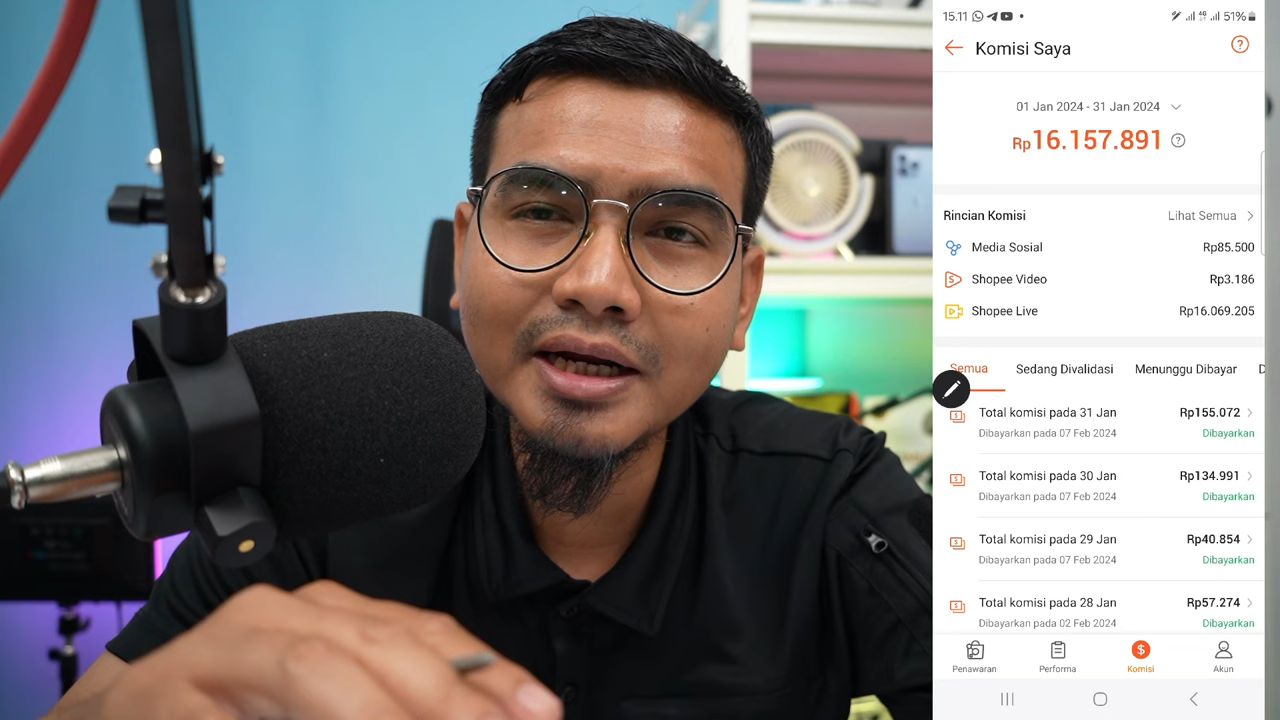 15.11 4G 51%
Komisi Saya
01 Jan 2024 - 31 Jan 2024
Rp16.157.891
Rincian Komisi Lihat Semua
Media Sosial Rp85.500
Shopee Video Rp3.186
Shopee Live Rp16.069.205
Semua Sedang Divalidasi Menunggu Dibayar D
Total komisi pada 31 Jan Rp155.072
Dibayarkan pada 07 Feb 2024 Dibayarkan
Total komisi pada 30 Jan Rp134.991
Dibayarkan pada 07 Feb 2024 Dibayarkan
Total komisi pada 29 Jan Rp40.854
Dibayarkan pada 07 Feb 2024 Dibayarkan
Total komisi pada 28 Jan Rp57.274
Dibayarkan pada 02 Feb 2024 Dibayarkan
Penawaran Performa Komisi Akun